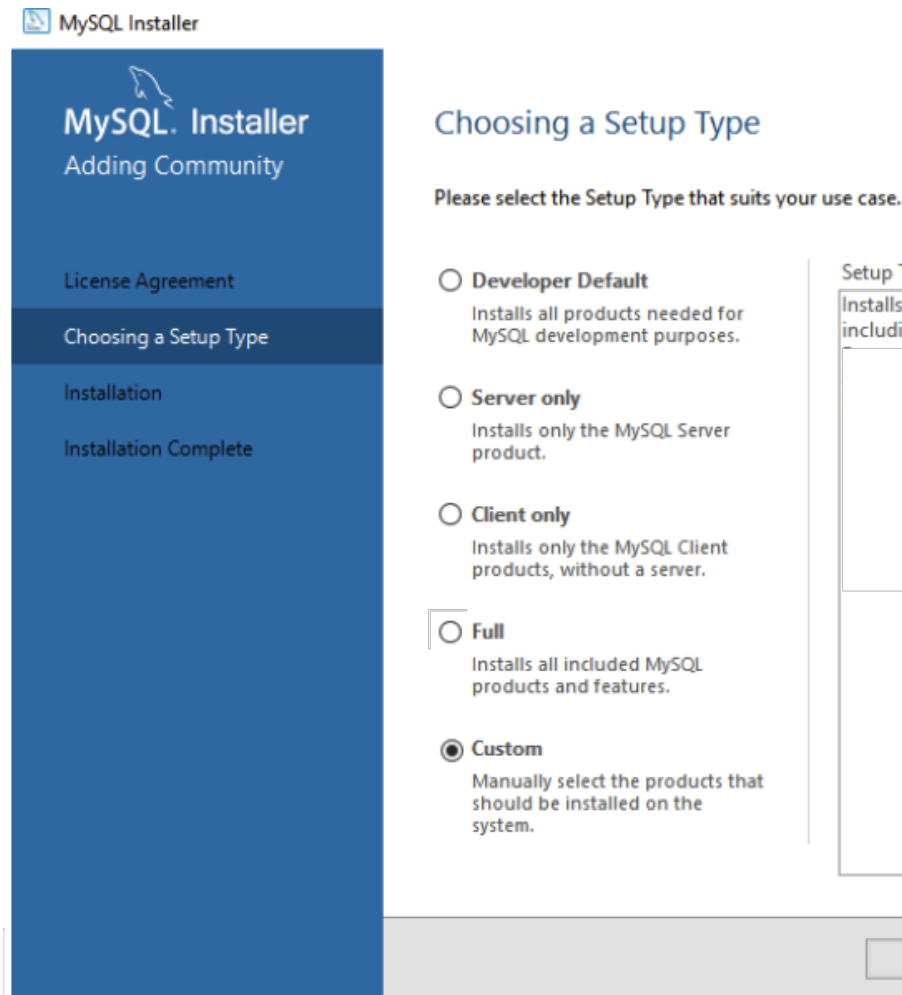 MySQL Installer
MySQL. Installer
Adding Community
License Agreement
Choosing a Setup Type
Installation
Installation Complete
Choosing a Setup Type
Please select the Setup Type that suits your use case.
Developer Default
Installs all products needed for
MySQL development purposes.
Server only
Installs only the MySQL Server
product.
Client only
Installs only the MySQL Client
products, without a server.
Full
Installs all included MySQL
products and features.
Custom
Manually select the products that
should be installed on the
system.
Setup
Installs